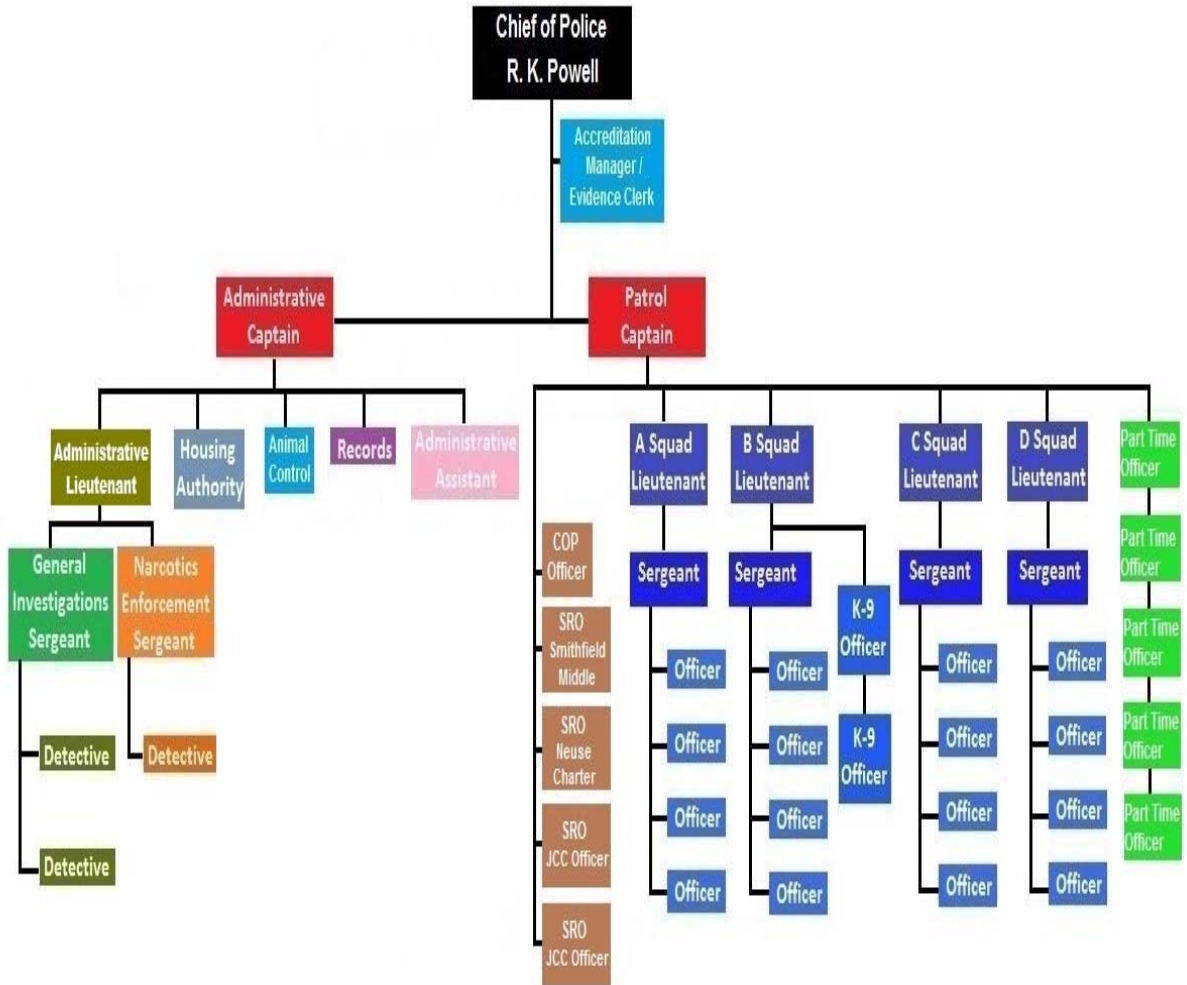 Chief of Police
R. K. Powell
Accreditation
Manager /
Evidence Clerk
Administrative
Captain
Patrol
Captain
Administrative
Lieutenant
Housing
Authority
Animal
Control
Records
Administrative
Assistant
A Squad
Lieutenant
B Squad
Lieutenant
C Squad
Lieutenant
D Squad
Lieutenant
Part Time
Officer
General
Investigations
Sergeant
Narcotics
Enforcement
Sergeant
Detective
Detective
Detective
COP
Officer
SRO
Smithfield
Middle
SRO
Neuse
Charter
SRO
JCC Officer
SRO
JCC Officer
Sergeant
Officer
Officer
Officer
Officer
Sergeant
Officer
Officer
Officer
Officer
K-9
Officer
K-9
Officer
Sergeant
Officer
Officer
Officer
Officer
Sergeant
Officer
Officer
Officer
Officer
Part Time
Officer
Part Time
Officer
Part Time
Officer
Part Time
Officer